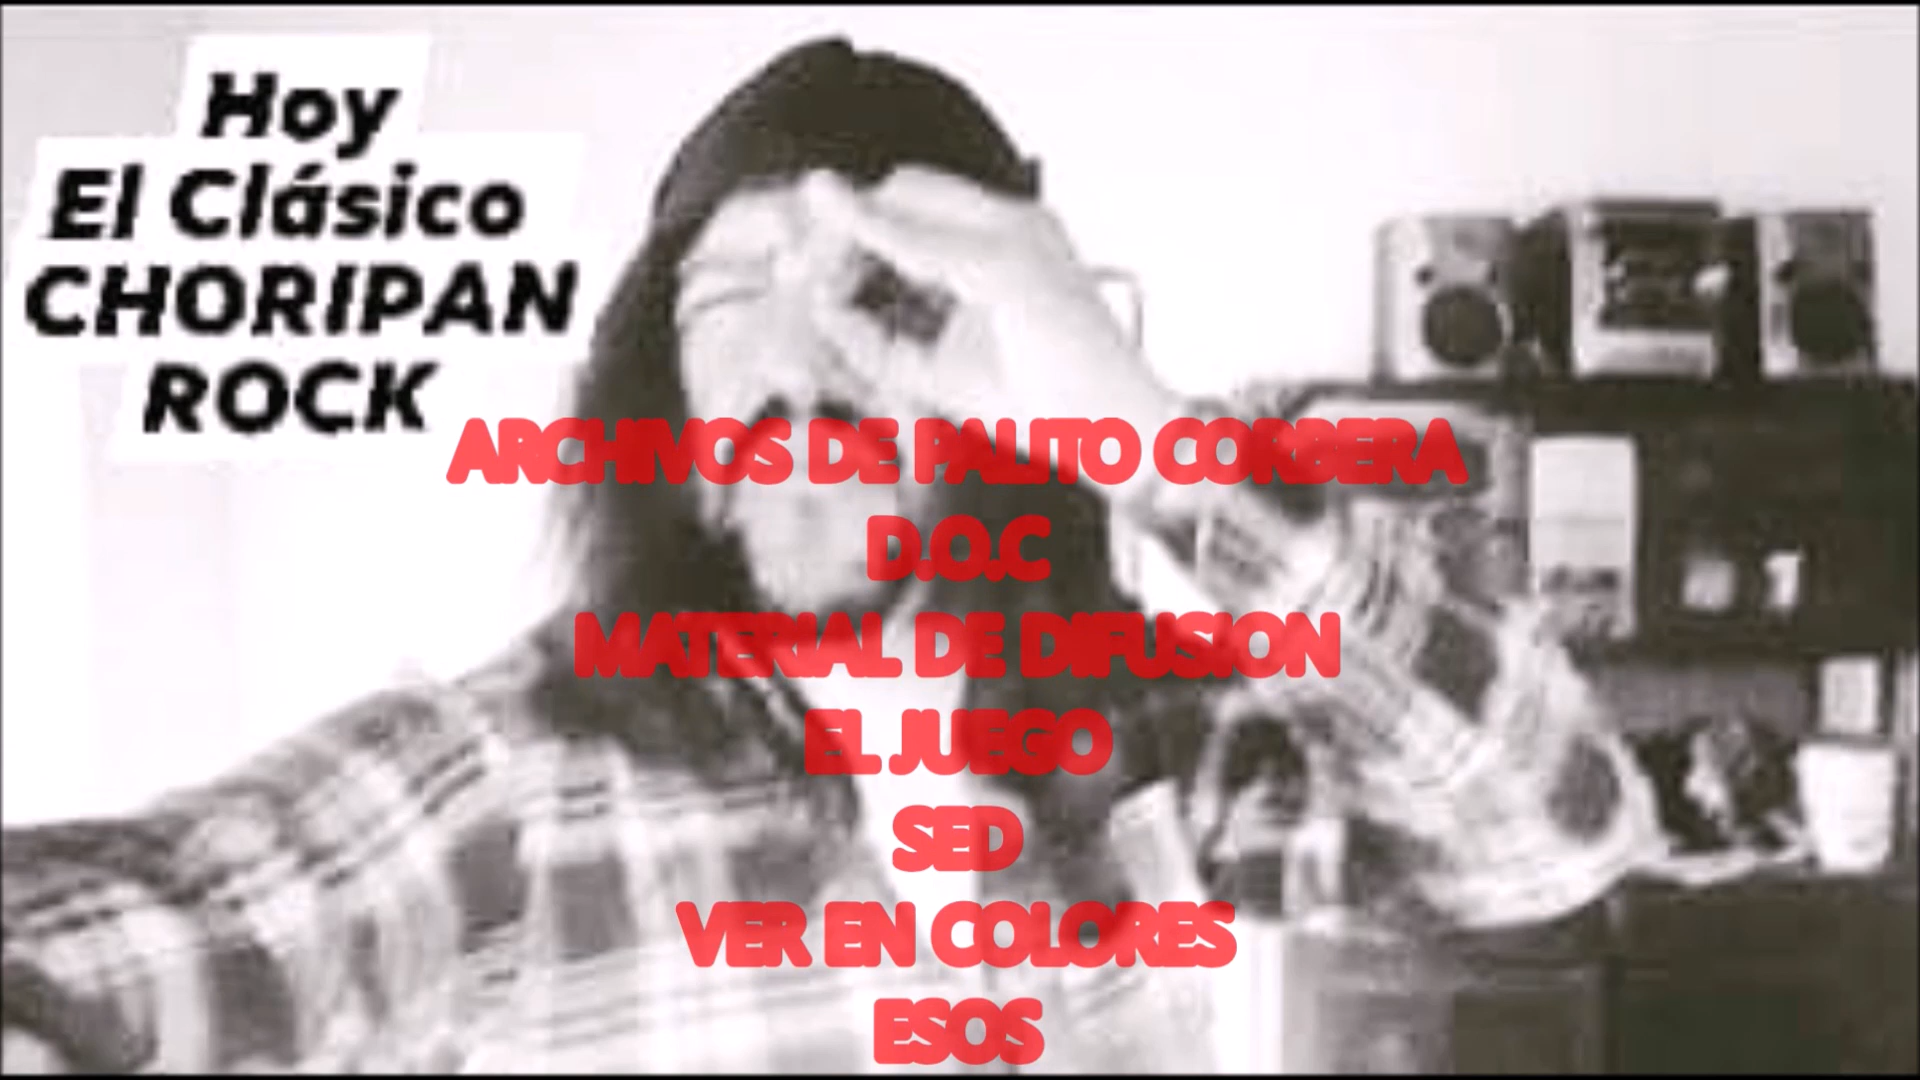 Hoy
El Clásico
CHORIPAN
ROCK
ARCHIVOS DE PALITO CORBERA
D.O.C
MATERIAL DE DIFUSION
EL JUEGO
SED
VER EN COLORES
ESOS